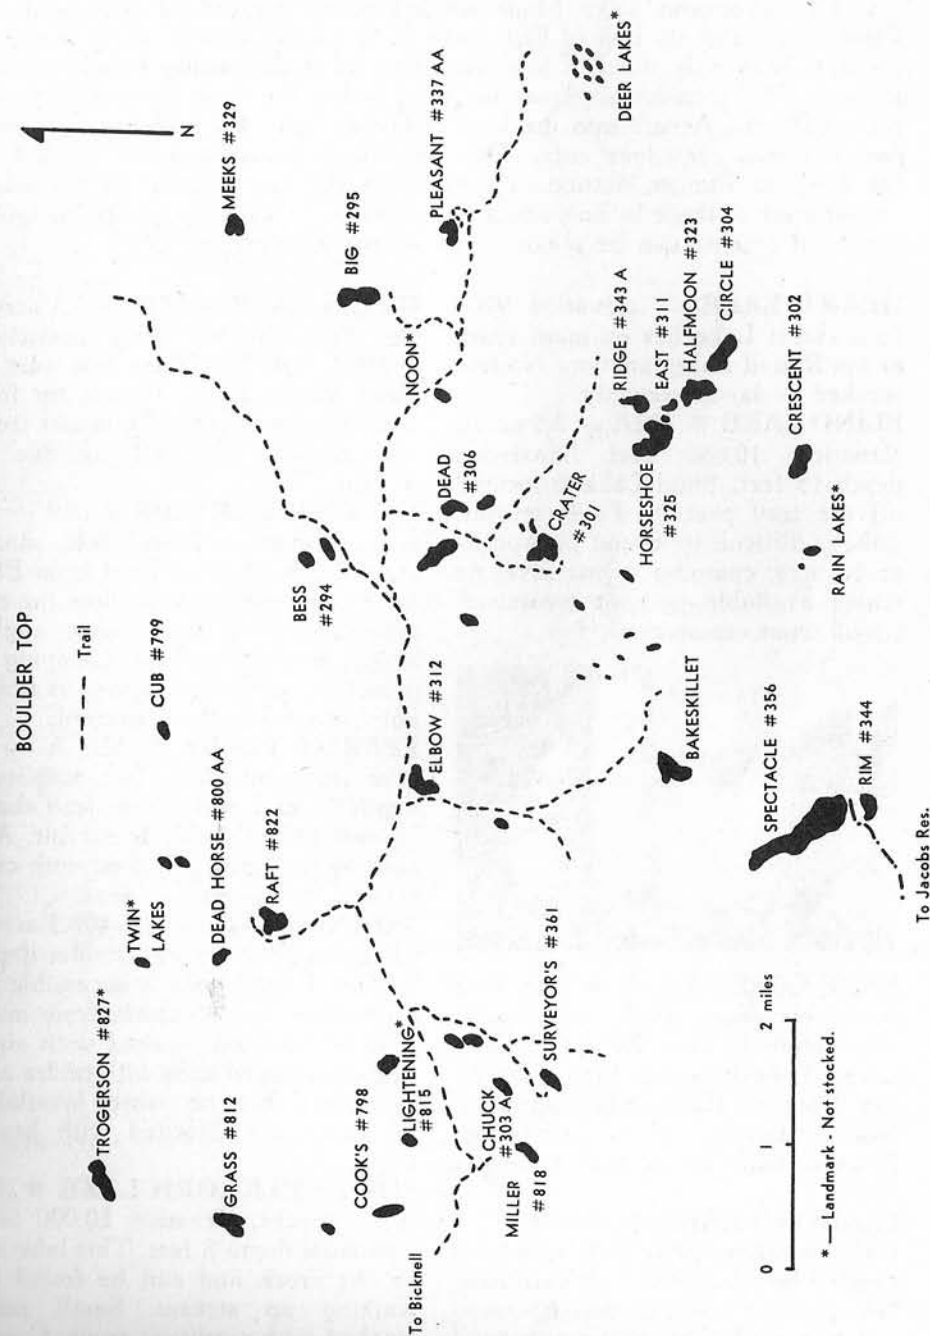 BOULDER TOP
--- Trail
N
MEEKS #329
BIG #295
PLEASANT #337 AA
DEER LAKES*
NOON*
BESS
#294
CUB #799
TWIN*
LAKES
DEAD HORSE #800 AA
RAFT #822
TROGERSON #827*
GRASS #812
COOK'S #798
LIGHTENING*
#815
To Bicknell
CHUCK
#303A
MILLER
#818
SURVEYOR'S #361
ELBOW #312
DEAD
#306
CRATER
#301
RIDGE #343 A
EAST #311
HALFMOON #323
CIRCLE #304
HORSESHOE
#325
CRESCENT #302
RAIN LAKES*
BAKESKILLET
SPECTACLE #356
RIM #344
To Jacobs Res.
0 1 2 miles
* — Landmark - Not stocked.